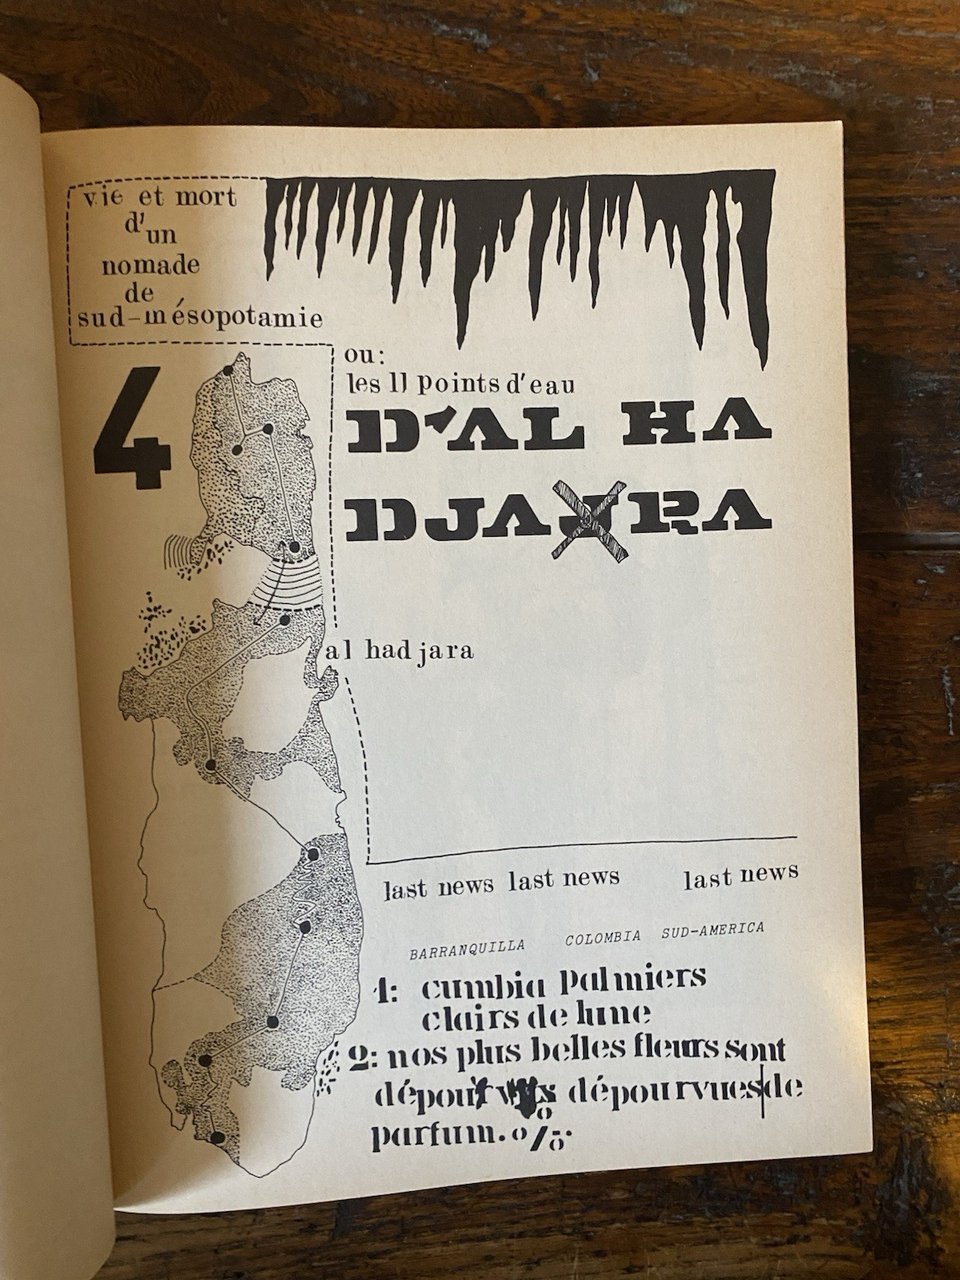 vie et mort
d'un
nomade
de
sud-mésopotamie
4
ou:
les 11 points d'eau
D'AL HA
DJAJRA
al hadjara
last news last news last news
BARRANQUILLA COLOMBIA SUD-AMERICA
1: cumbia palmiers
clairs de lune
2: nos plus belles fleurs sont
dépourvues de
parfum. %.